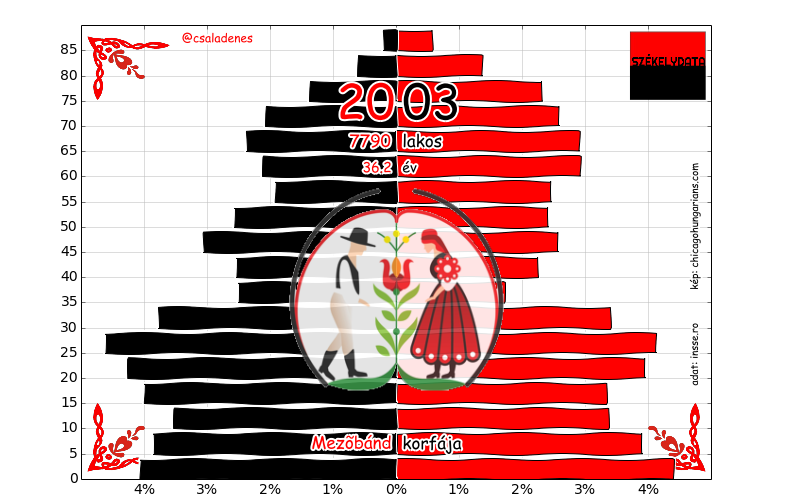 @csaladenes
SZÉKELYDATA
2003
7790 lakos
36,2 év
kép: chicagohungarians.com
adat: insse.ro
Mezőbánd korfája
85
80
75
70
65
60
55
50
45
40
35
30
25
20
15
10
5
0
4% 3% 2% 1% 0% 1% 2% 3% 4%